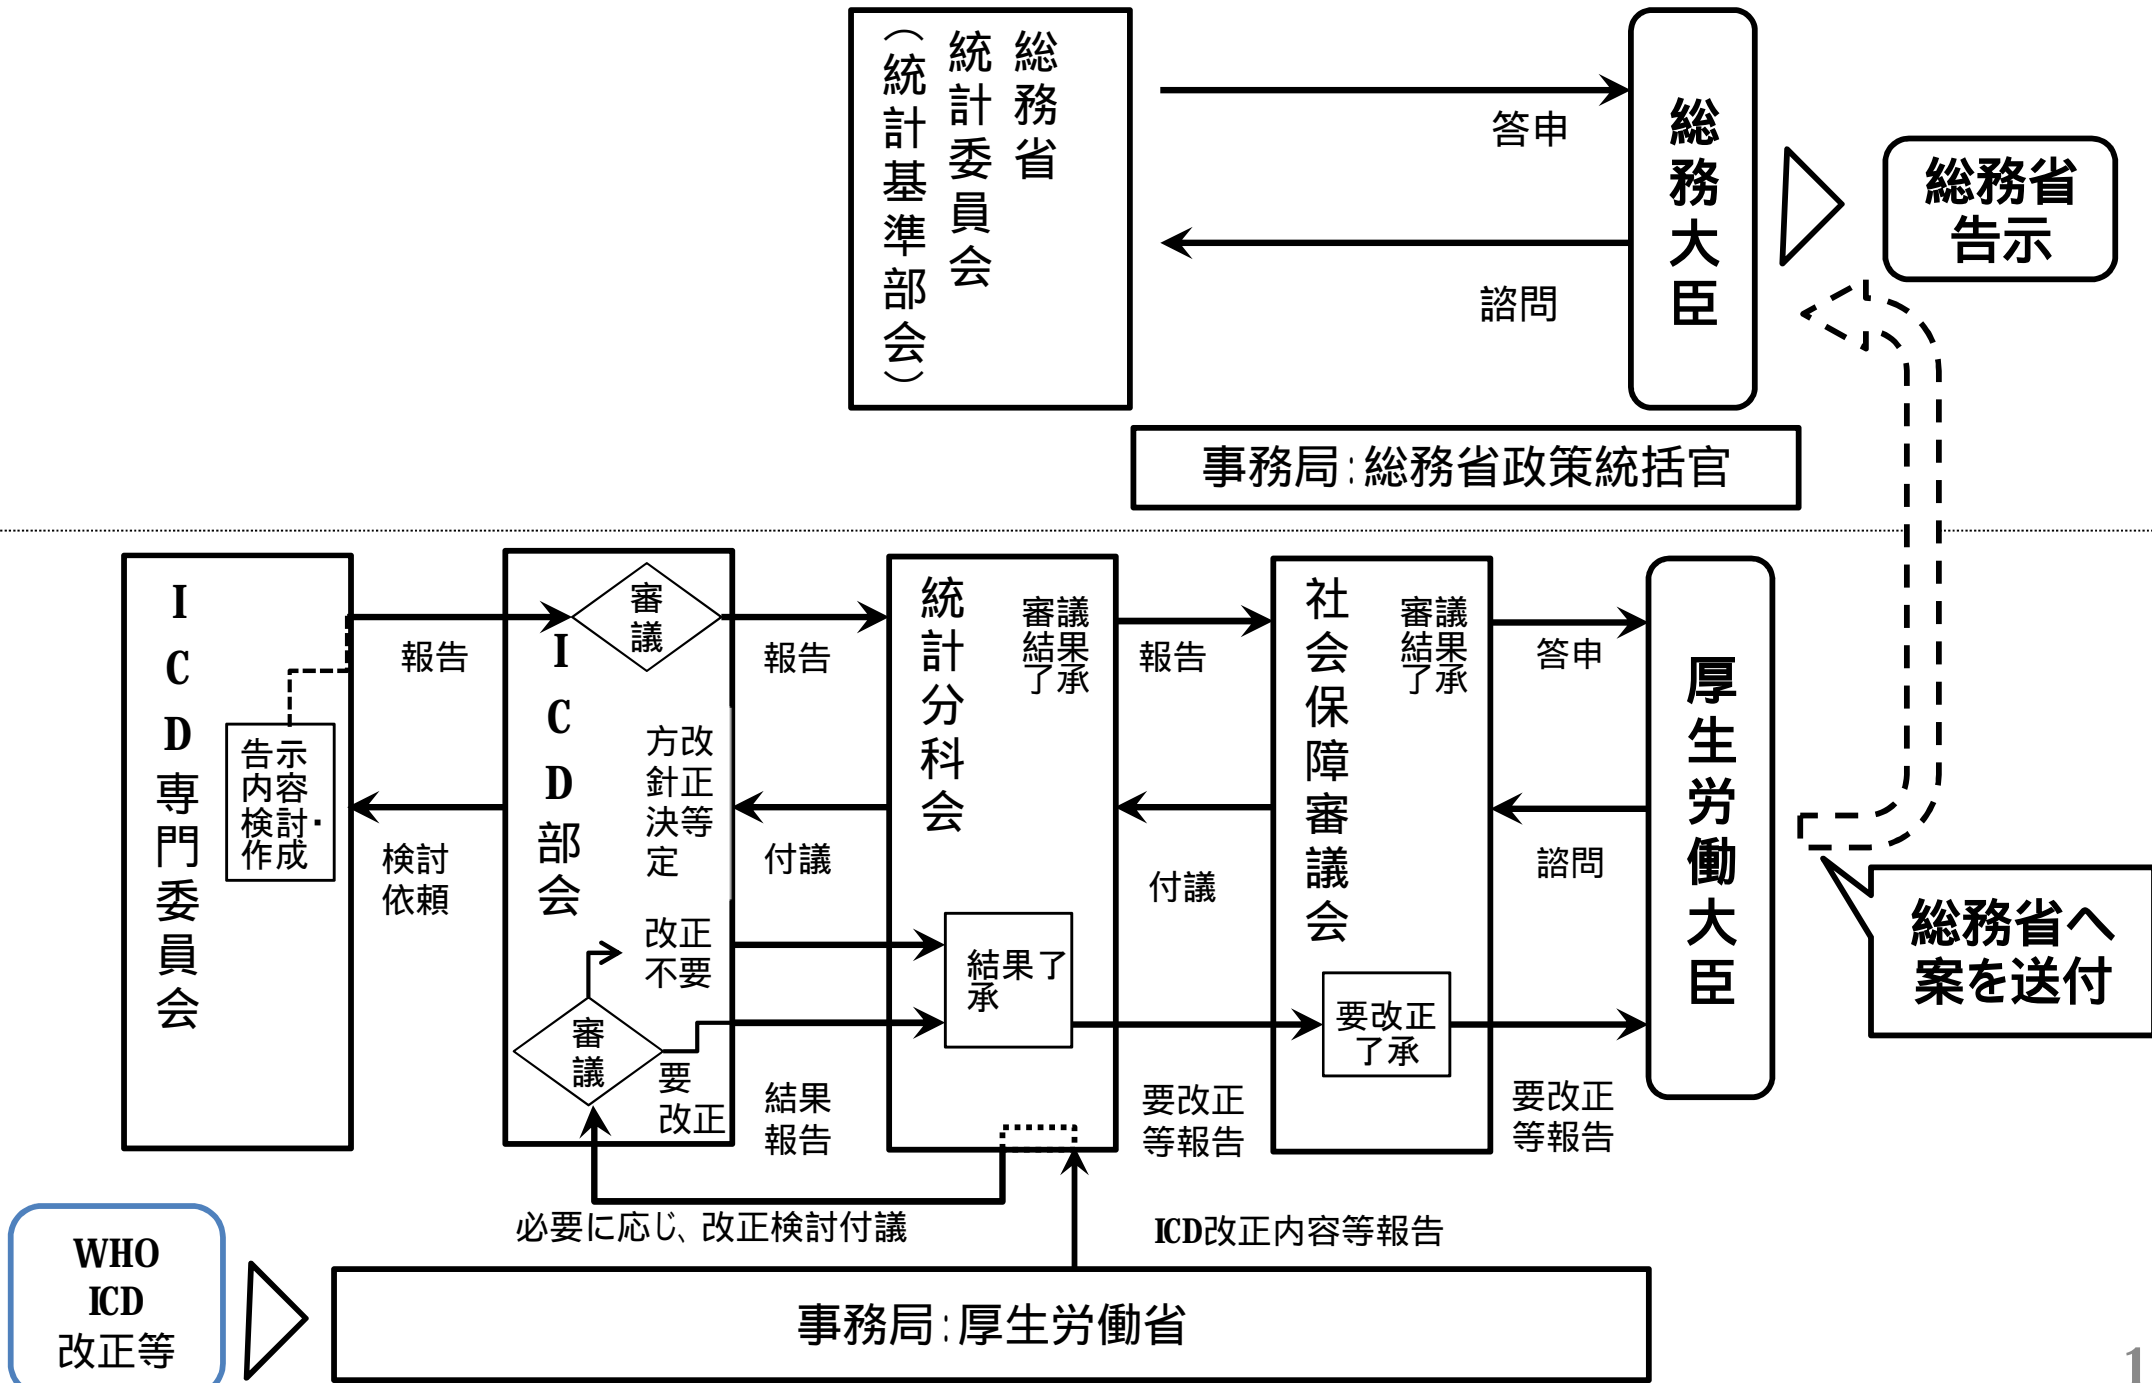 総務省
統計委員会
（統計基準部会）
答申
諮問
総務大臣
総務省
告示
事務局：総務省政策統括官
ＩＣＤ専門委員会
告示
内容
検討・
作成
報告
検討
依頼
審議
ＩＣＤ部会
改正等
方針決定
改正
不要
審議
要
改正
報告
付議
結果
報告
統計分科会
審議
結果
了承
結果了
承
報告
付議
要改正
等報告
社会保障審議会
審議
結果
了承
要改正
了承
答申
諮問
要改正
等報告
厚生労働大臣
総務省へ
案を送付
必要に応じ、改正検討付議
ICD改正内容等報告
WHO
ICD
改正等
事務局：厚生労働省
1